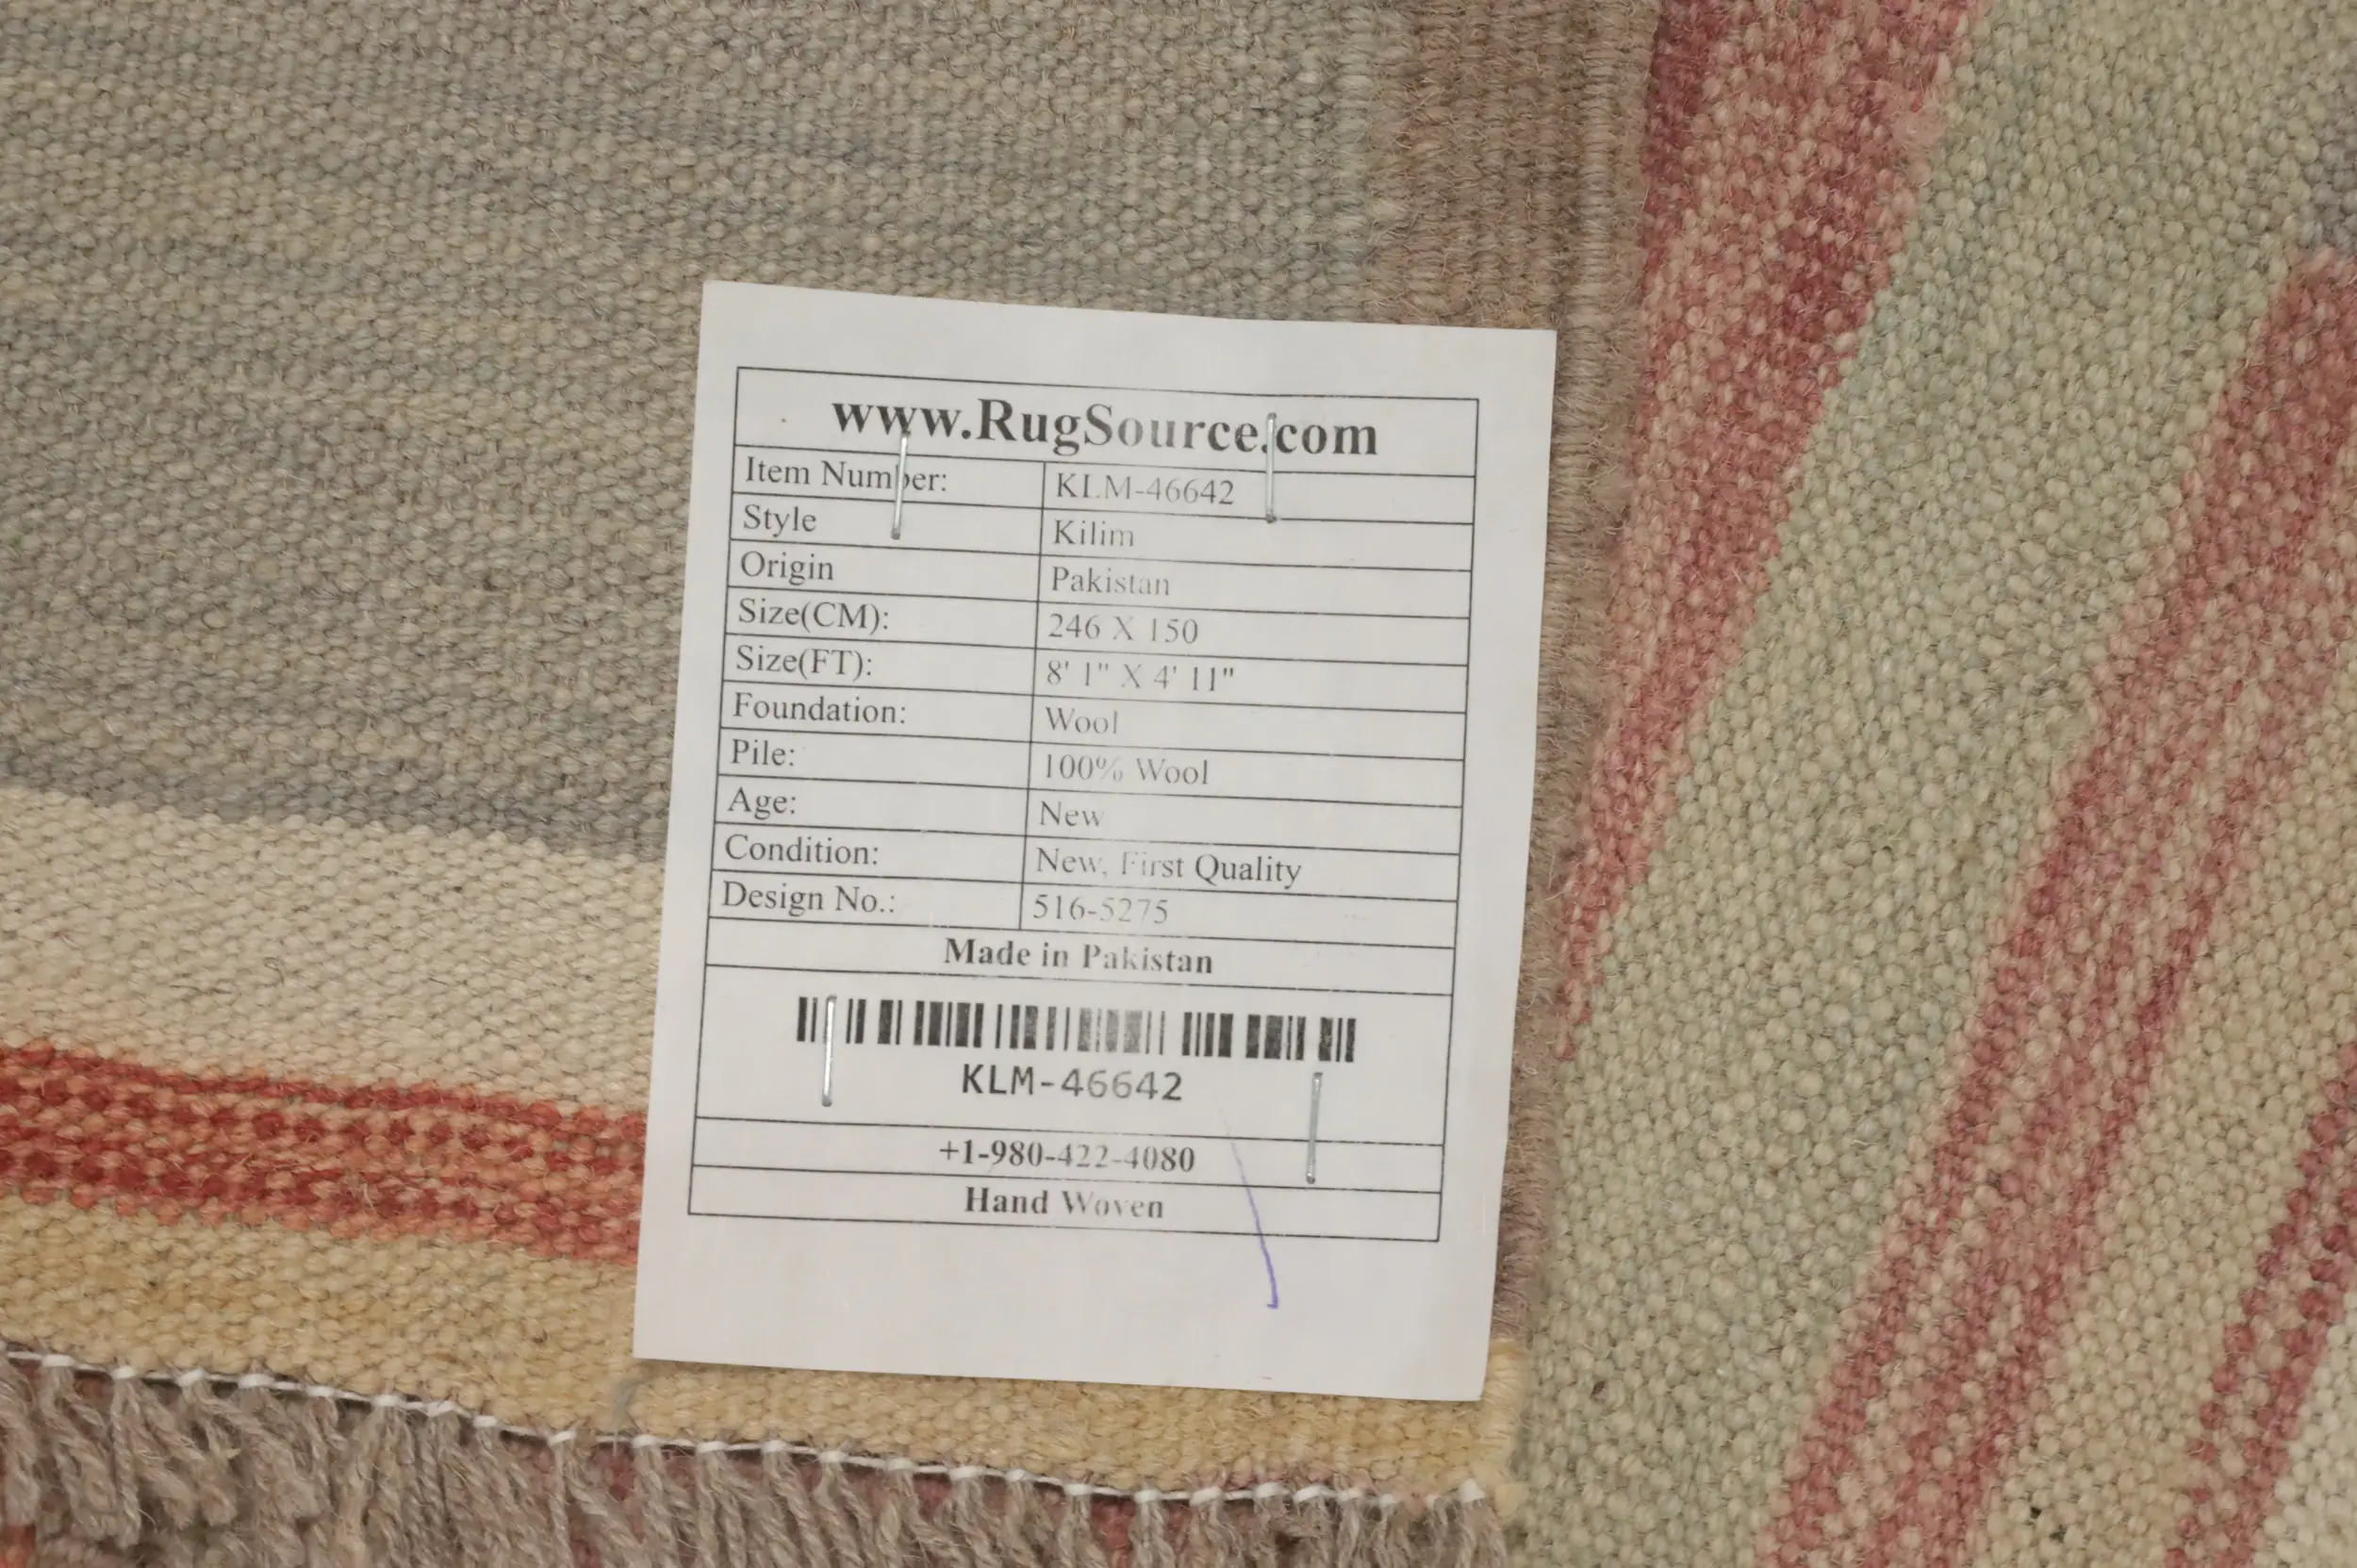 www.RugSource.com
Item Number: KLM-46642
Style Kilim
Origin Pakistan
Size(CM): 246 X 150
Size(FT): 8' 1" X 4' 11"
Foundation: Wool
Pile: 100% Wool
Age: New
Condition: New, First Quality
Design No.: 516-5275
Made in Pakistan
KLM-46642
+1-980-422-4080
Hand Woven